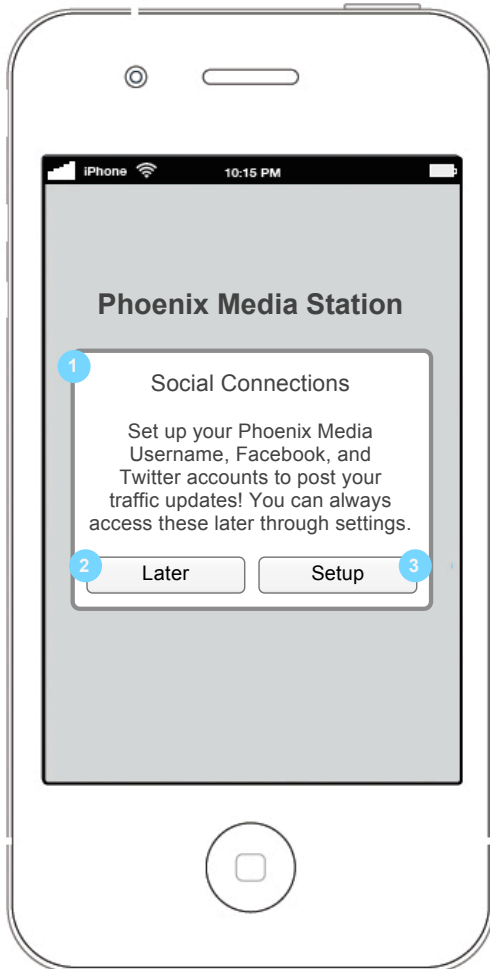 iPhone 10:15 PM
Phoenix Media Station
1
Social Connections
Set up your Phoenix Media
Username, Facebook, and
Twitter accounts to post your
traffic updates! You can always
access these later through settings.
2 Later Setup 3